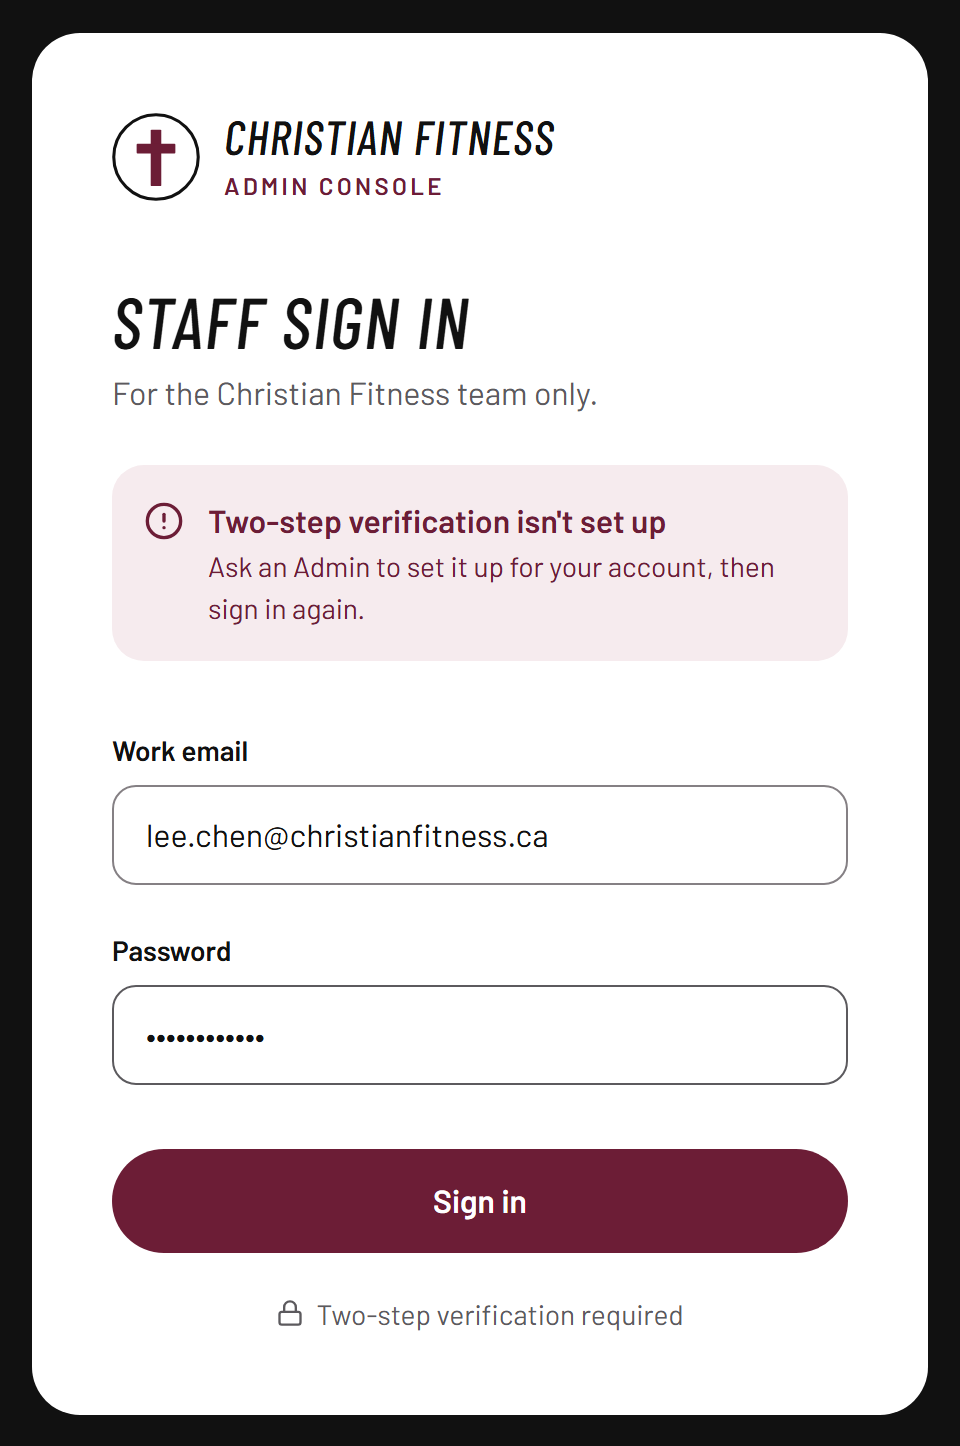 CHRISTIAN FITNESS
ADMIN CONSOLE
STAFF SIGN IN
For the Christian Fitness team only.
Two-step verification isn't set up
Ask an Admin to set it up for your account, then
sign in again.
Work email
lee.chen@christianfitness.ca
Password
••••••••••••
Sign in
Two-step verification required